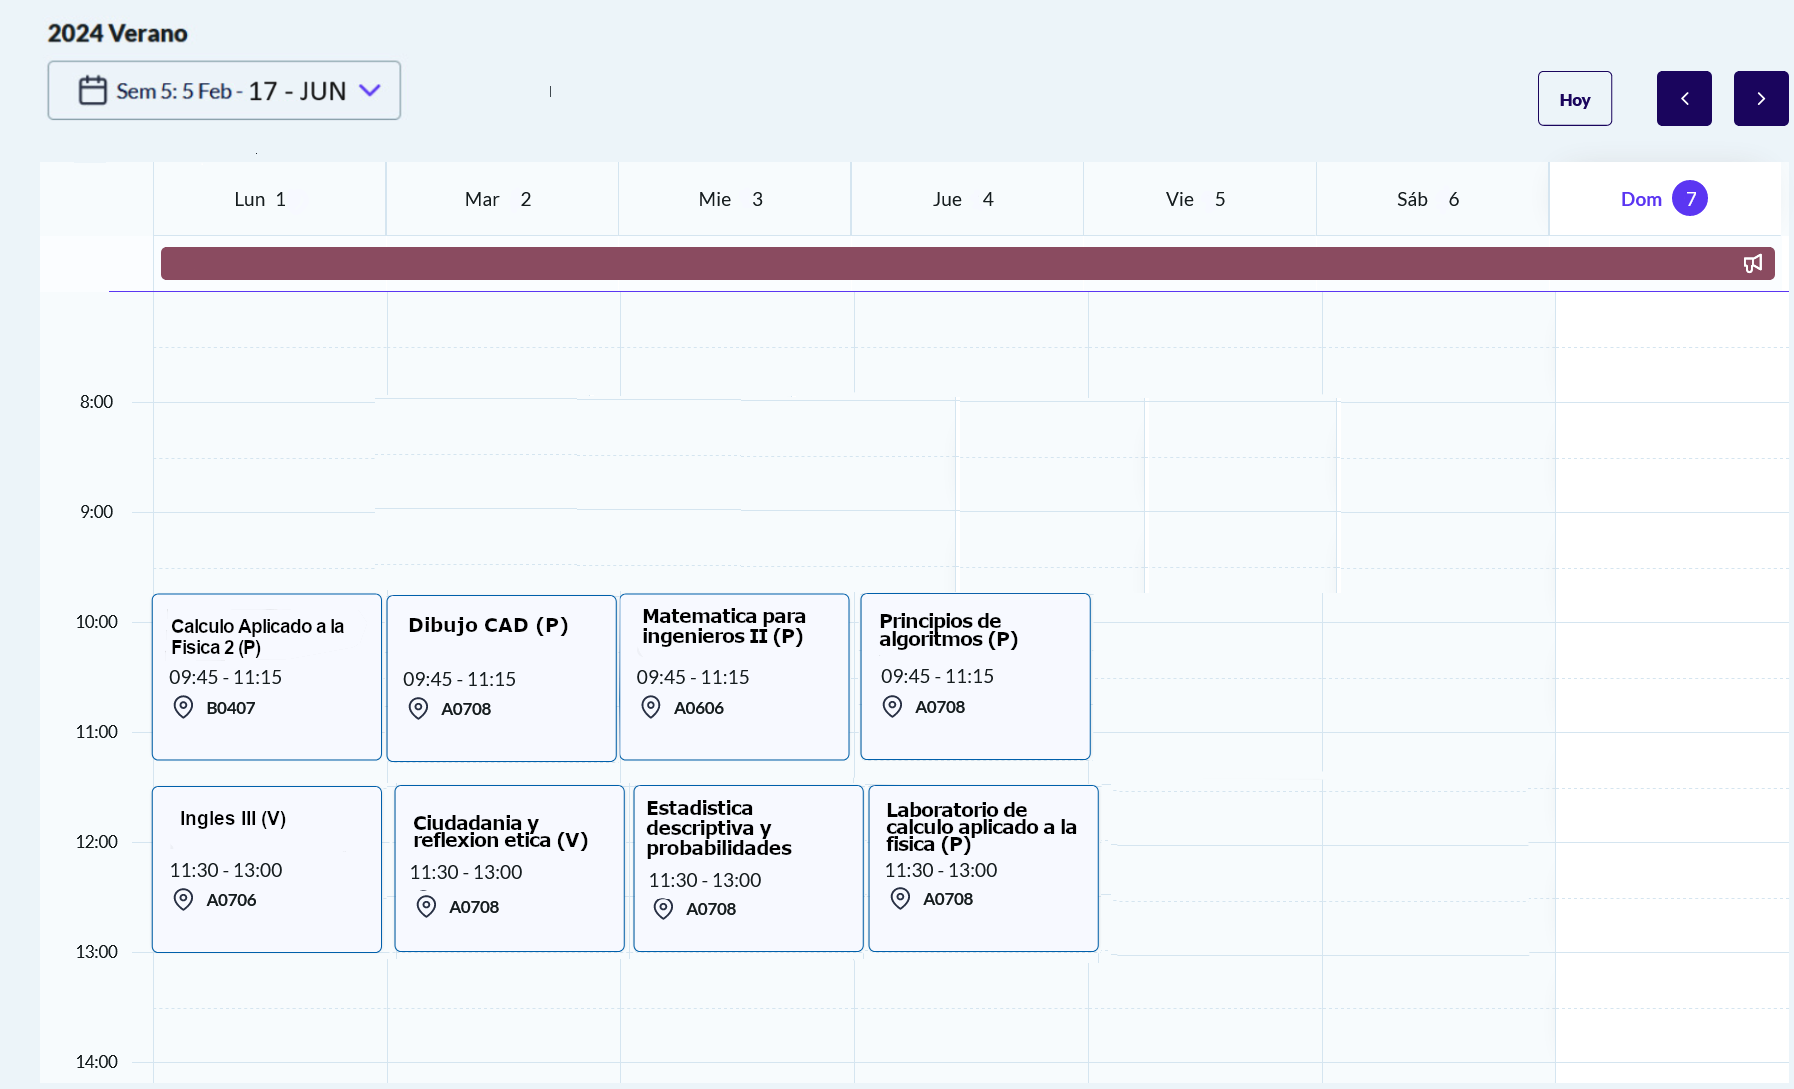 2024 Verano
Sem 5: 5 Feb - 17 - JUN
Hoy
Lun 1
Mar 2
Mie 3
Jue 4
Vie 5
Sáb 6
Dom 7
8:00
9:00
10:00
11:00
12:00
13:00
14:00
Calculo Aplicado a la
Fisica 2 (P)
09:45 - 11:15
B0407
Dibujo CAD (P)
09:45 - 11:15
A0708
Matematica para
ingenieros II (P)
09:45 - 11:15
A0606
Principios de
algoritmos (P)
09:45 - 11:15
A0708
Ingles III (V)
11:30 - 13:00
A0706
Ciudadania y
reflexion etica (V)
11:30 - 13:00
A0708
Estadistica
descriptiva y
probabilidades
11:30 - 13:00
A0708
Laboratorio de
calculo aplicado a la
fisica (P)
11:30 - 13:00
A0708